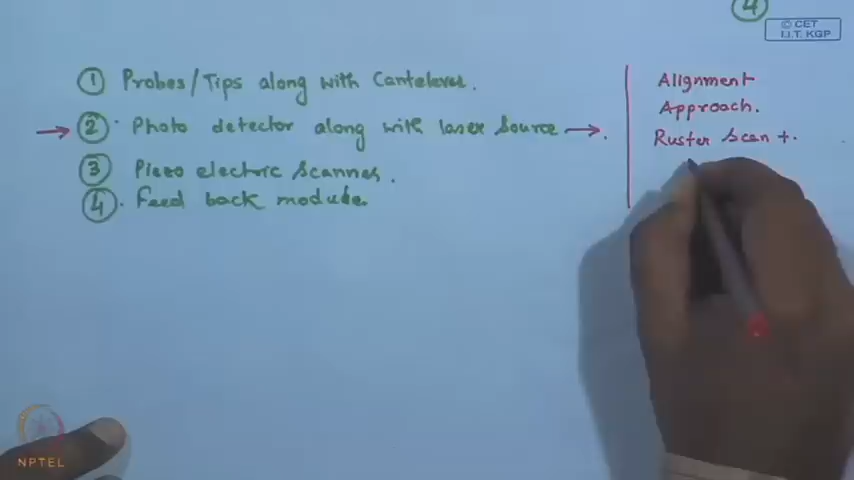 4
© CET
I.I.T. KGP
1 Probes/Tips along with Cantelever.
→ 2 Photo detector along with laser source →.
3 Piezo electric scanner.
4. Feed back module
Alignment
Approach.
Ruster scan +.
NPTEL